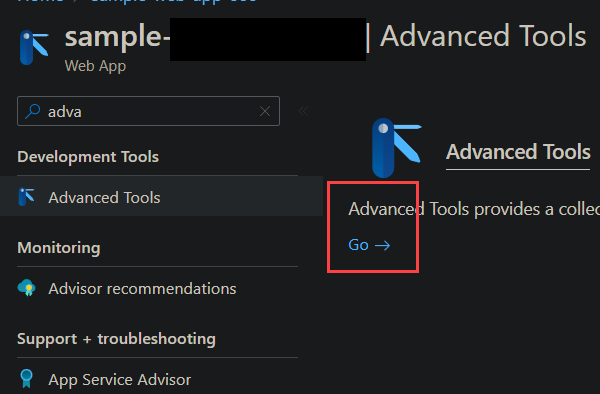 sample-
| Advanced Tools
Web App
adva
Development Tools
Advanced Tools
Advanced Tools
Advanced Tools provides a collec
Go →
Monitoring
Advisor recommendations
Support + troubleshooting
App Service Advisor